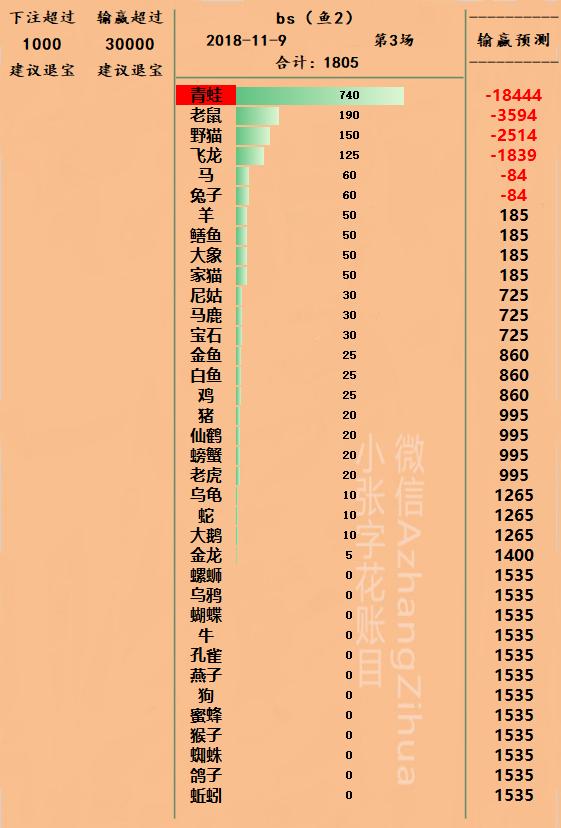 下注超过 输赢超过
1000 30000
建议退宝 建议退宝
bs（鱼2）
2018-11-9 第3场
合计：1805
----------
输赢预测
----------
青蛙 740 -18444
老鼠 190 -3594
野猫 150 -2514
飞龙 125 -1839
马 60 -84
兔子 60 -84
羊 50 185
鳝鱼 50 185
大象 50 185
家猫 50 185
尼姑 30 725
马鹿 30 725
宝石 30 725
金鱼 25 860
白鱼 25 860
鸡 25 860
猪 20 995
仙鹤 20 995
螃蟹 20 995
老虎 20 995
乌龟 10 1265
蛇 10 1265
大鹅 10 1265
金龙 5 1400
螺蛳 0 1535
乌鸦 0 1535
蝴蝶 0 1535
牛 0 1535
孔雀 0 1535
燕子 0 1535
狗 0 1535
蜜蜂 0 1535
猴子 0 1535
蜘蛛 0 1535
鸽子 0 1535
蚯蚓 0 1535
微信AzhangZihua
小张字花账目